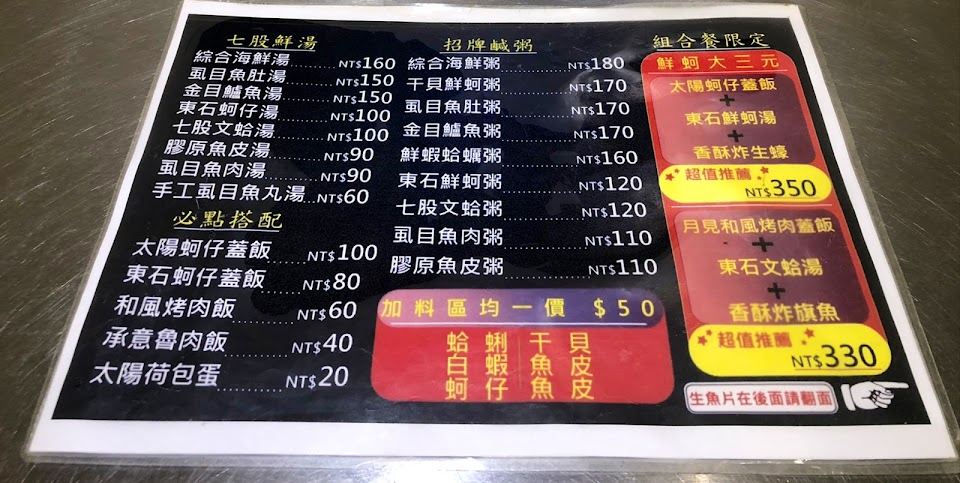 七股鮮湯
綜合海鮮湯 NT$160
虱目魚肚湯 NT$150
金目鱸魚湯 NT$150
東石蚵仔湯 NT$100
七股文蛤湯 NT$100
膠原魚皮湯 NT$90
虱目魚肉湯 NT$90
手工虱目魚丸湯 NT$60
必點搭配
太陽蚵仔蓋飯 NT$100
東石蚵仔蓋飯 NT$80
和風烤肉飯 NT$60
承意魯肉飯 NT$40
太陽荷包蛋 NT$20
招牌鹹粥
綜合海鮮粥 NT$180
干貝鮮蚵粥 NT$170
虱目魚肚粥 NT$170
金目鱸魚粥 NT$170
鮮蝦蛤蠣粥 NT$160
東石鮮蚵粥 NT$120
七股文蛤粥 NT$120
虱目魚肉粥 NT$110
膠原魚皮粥 NT$110
加料區均一價 $50
蛤蜊 干貝
白蝦 魚皮
蚵仔 魚皮
組合餐限定
鮮蚵大三元
太陽蚵仔蓋飯
+
東石鮮蚵湯
+
香酥炸生蠔
超值推薦
NT$350
月見和風烤肉蓋飯
+
東石文蛤湯
+
香酥炸旗魚
超值推薦
NT$330
生魚片在後面請翻面